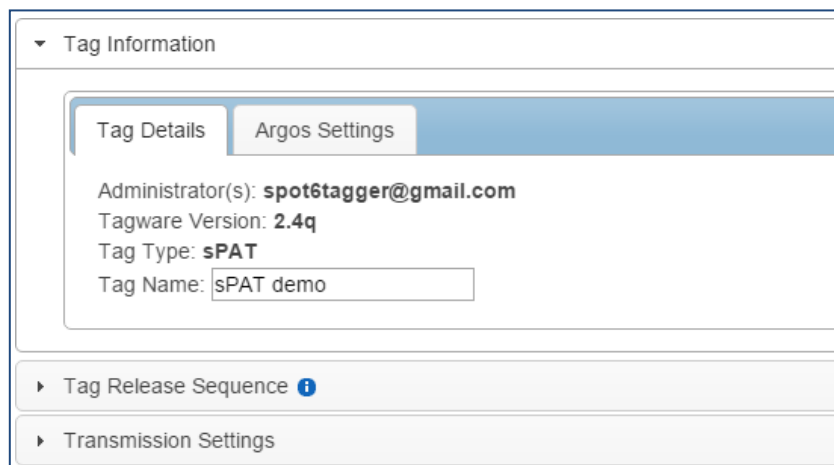 Tag Information
Tag Details
Argos Settings
Administrator(s): spot6tagger@gmail.com
Tagware Version: 2.4q
Tag Type: sPAT
Tag Name: sPAT demo
Tag Release Sequence i
Transmission Settings